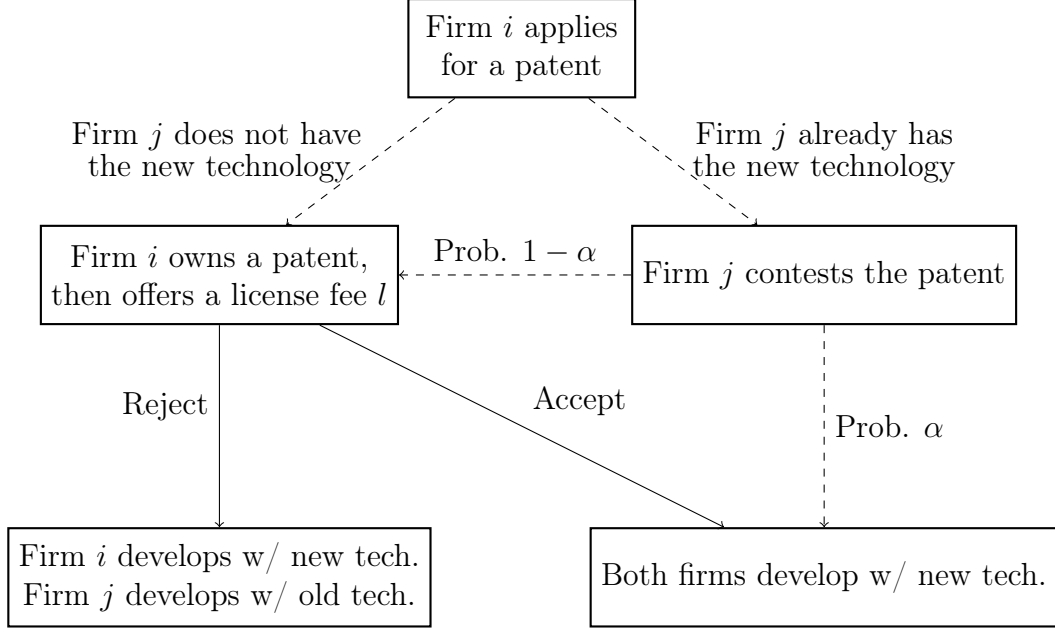 Firm i applies
for a patent
Firm j does not have
the new technology
Firm j already has
the new technology
Firm i owns a patent,
then offers a license fee l
Prob. 1 − α
Firm j contests the patent
Reject
Accept
Prob. α
Firm i develops w/ new tech.
Firm j develops w/ old tech.
Both firms develop w/ new tech.